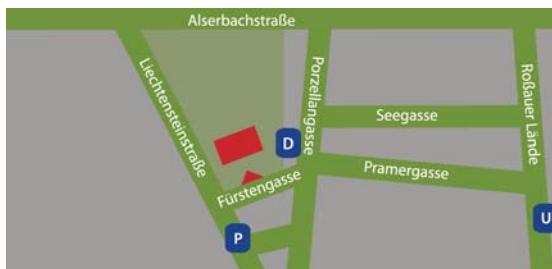 Alserbachstraße
Liechtensteinstraße
Porzellangasse
Roßauer Lände
Seegasse
D
Pramergasse
Fürstengasse
U
P